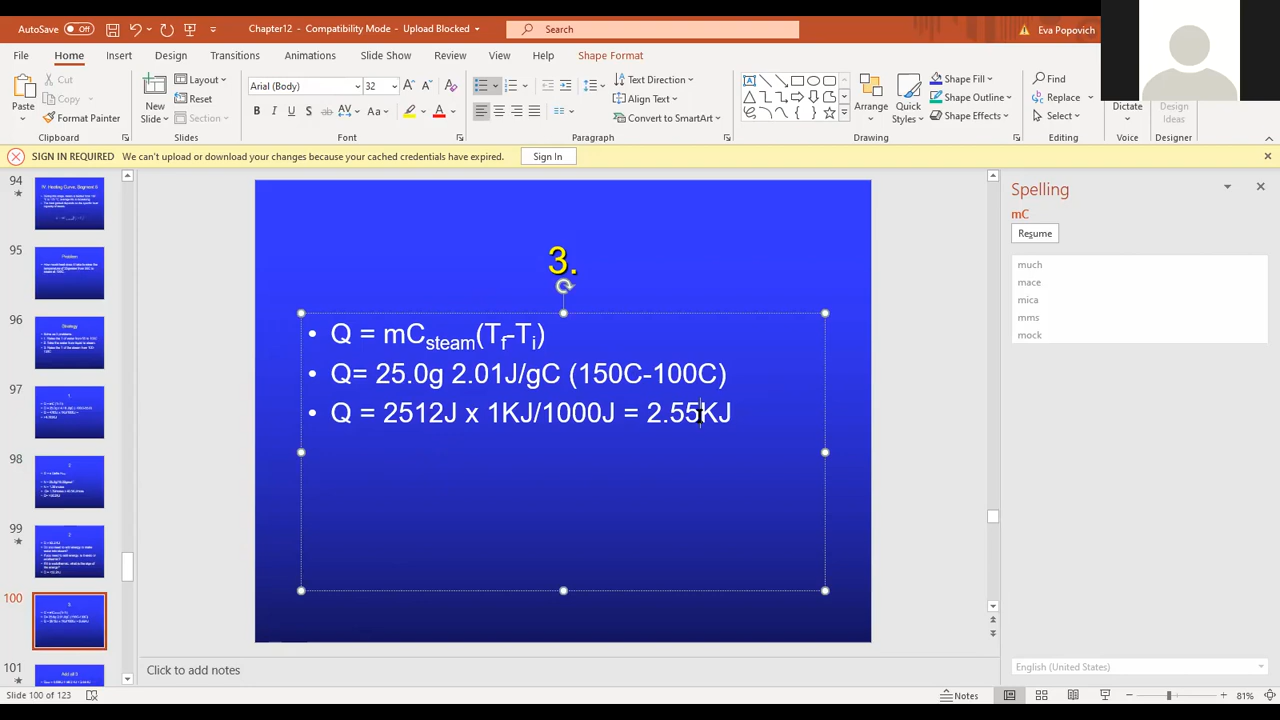 AutoSave Off Chapter12 - Compatibility Mode - Upload Blocked Search Eva Popovich
File Home Insert Draw Design Transitions Animations Slide Show Review View Help Shape Format
Paste Cut Copy Format Painter
Clipboard
New Slide Layout Reset Section
Slides
Arial (Body) 32
Font
Text Direction Align Text Convert to SmartArt
Paragraph
Arrange Quick Styles Shape Fill Shape Outline Shape Effects
Drawing
Find Replace Select
Editing
Dictate
Voice
Design Ideas
Designer
SIGN IN REQUIRED We can't upload or download your changes because your cached credentials have expired. Sign In
94
95
Problem
96
Strategy
97
98
99
100
101
Add all 3
3.
• Q = mCsteam(Tf-Ti)
• Q= 25.0g 2.01J/gC (150C-100C)
• Q = 2512J x 1KJ/1000J = 2.55KJ
Click to add notes
Spelling
mC
Resume
much
mace
mica
mms
mock
English (United States)
Slide 100 of 123 Notes 81%